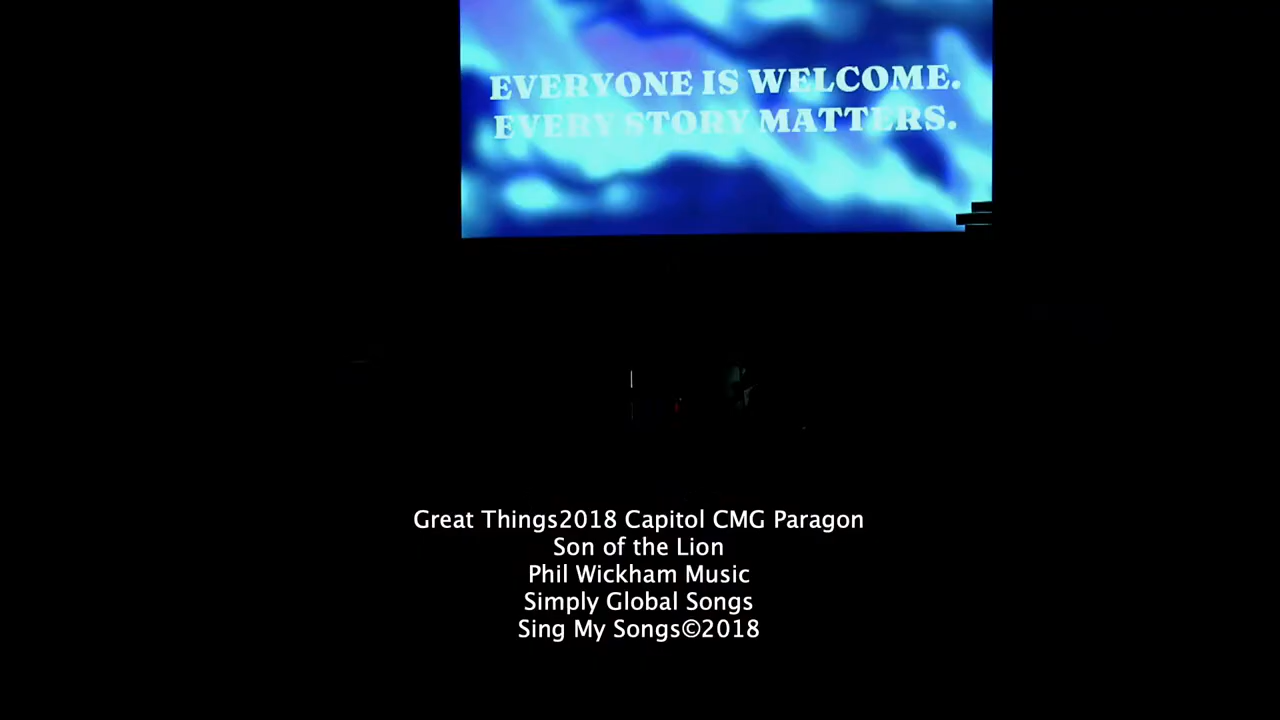 EVERYONE IS WELCOME.
EVERY STORY MATTERS.
Great Things2018 Capitol CMG Paragon
Son of the Lion
Phil Wickham Music
Simply Global Songs
Sing My Songs©2018